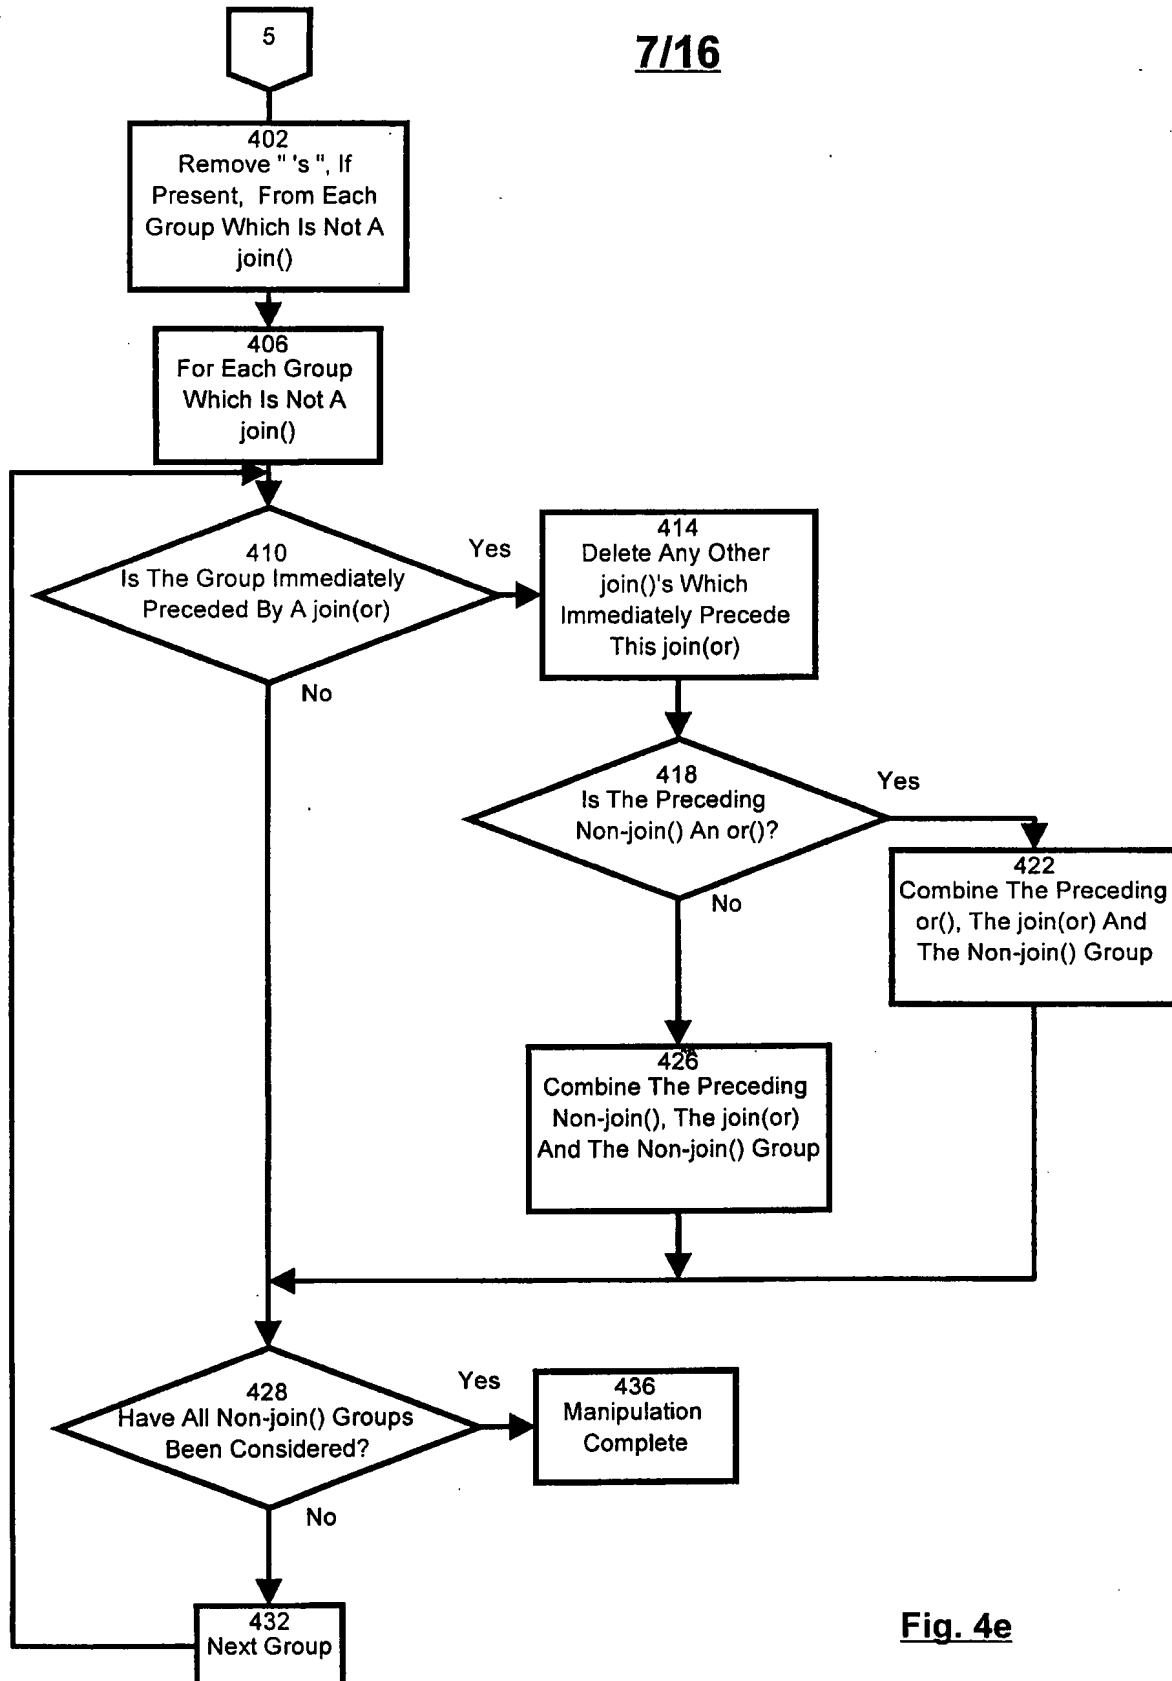 5
7/16
402
Remove " 's ", If
Present, From Each
Group Which Is Not A
join()
406
For Each Group
Which Is Not A
join()
410
Is The Group Immediately
Preceded By A join(or)
Yes
No
414
Delete Any Other
join()'s Which
Immediately Precede
This join(or)
418
Is The Preceding
Non-join() An or()?
Yes
No
422
Combine The Preceding
or(), The join(or) And
The Non-join() Group
426
Combine The Preceding
Non-join(), The join(or)
And The Non-join() Group
428
Have All Non-join() Groups
Been Considered?
Yes
No
436
Manipulation
Complete
432
Next Group
Fig. 4e